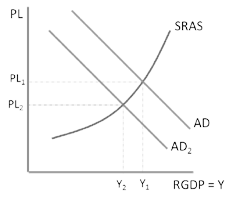 PL
SRAS
PL1
PL2
AD
AD2
Y2 Y1 RGDP = Y